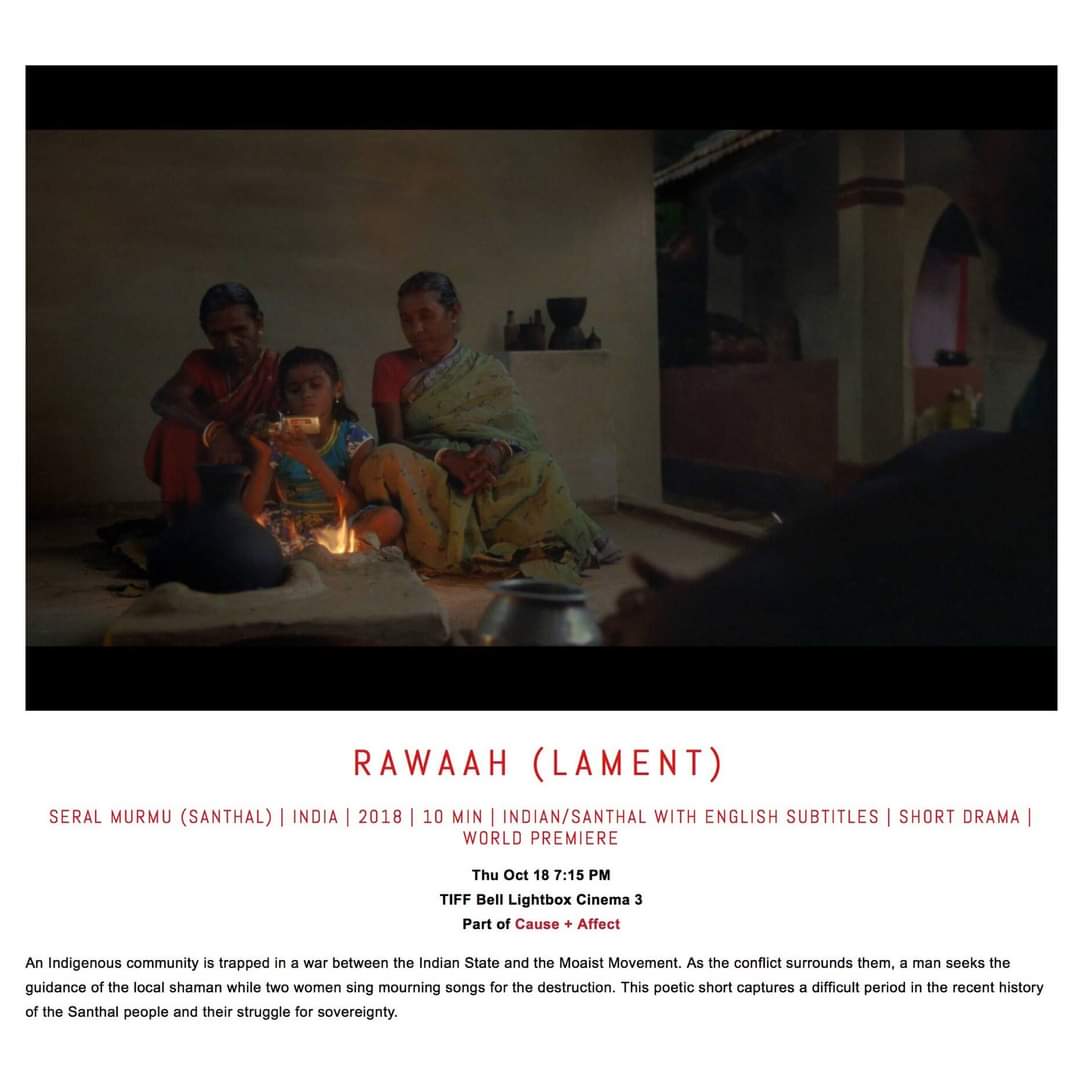 RAWAAH (LAMENT)
SERAL MURMU (SANTHAL) | INDIA | 2018 | 10 MIN | INDIAN/SANTHAL WITH ENGLISH SUBTITLES | SHORT DRAMA |
WORLD PREMIERE
Thu Oct 18 7:15 PM
TIFF Bell Lightbox Cinema 3
Part of Cause + Affect
An Indigenous community is trapped in a war between the Indian State and the Moaist Movement. As the conflict surrounds them, a man seeks the
guidance of the local shaman while two women sing mourning songs for the destruction. This poetic short captures a difficult period in the recent history
of the Santhal people and their struggle for sovereignty.